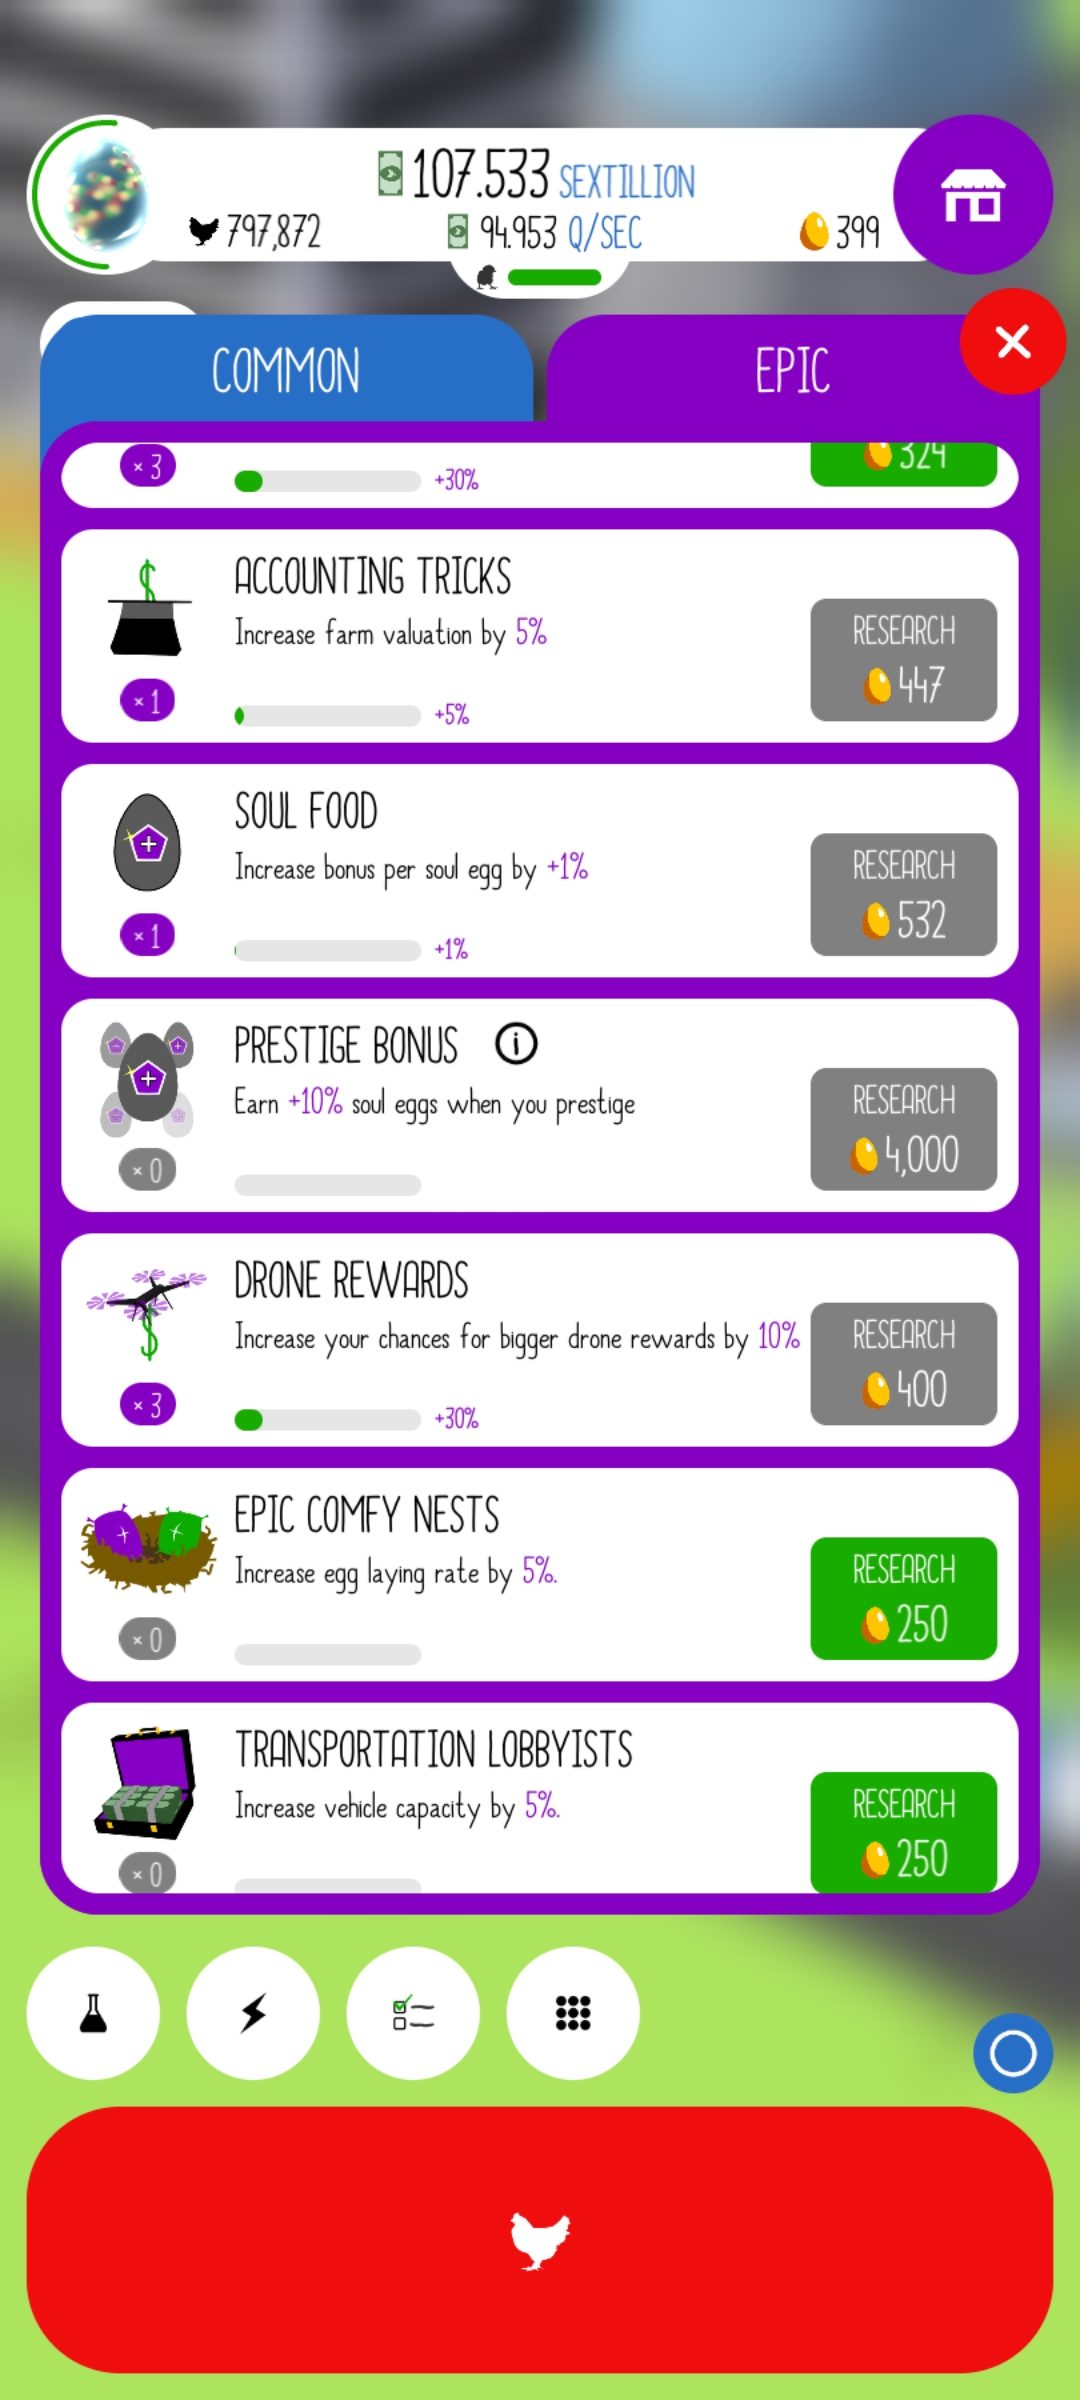 107.533 SEXTILLION
797,872
94.953 Q/SEC
399
COMMON
EPIC
× 3
+30%
324
ACCOUNTING TRICKS
Increase farm valuation by 5%
RESEARCH
447
× 1
+5%
SOUL FOOD
Increase bonus per soul egg by +1%
RESEARCH
532
× 1
+1%
PRESTIGE BONUS
Earn +10% soul eggs when you prestige
RESEARCH
4,000
× 0
DRONE REWARDS
Increase your chances for bigger drone rewards by 10%
RESEARCH
400
× 3
+30%
EPIC COMFY NESTS
Increase egg laying rate by 5%.
RESEARCH
250
× 0
TRANSPORTATION LOBBYISTS
Increase vehicle capacity by 5%.
RESEARCH
250
× 0